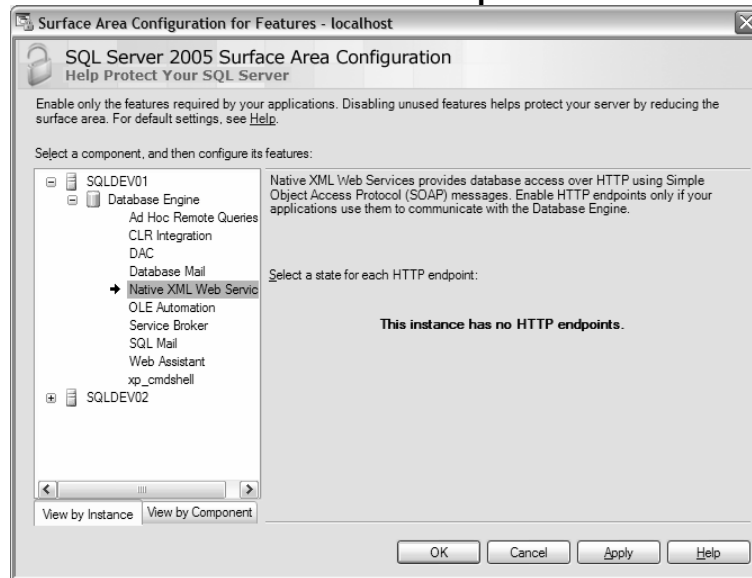 Surface Area Configuration for Features - localhost
SQL Server 2005 Surface Area Configuration
Help Protect Your SQL Server
Enable only the features required by your applications. Disabling unused features helps protect your server by reducing the
surface area. For default settings, see Help.
Select a component, and then configure its features:
SQLDEV01
Database Engine
Ad Hoc Remote Queries
CLR Integration
DAC
Database Mail
Native XML Web Servic
OLE Automation
Service Broker
SQL Mail
Web Assistant
xp_cmdshell
SQLDEV02
View by Instance
View by Component
Native XML Web Services provides database access over HTTP using Simple
Object Access Protocol (SOAP) messages. Enable HTTP endpoints only if your
applications use them to communicate with the Database Engine.
Select a state for each HTTP endpoint:
This instance has no HTTP endpoints.
OK
Cancel
Apply
Help